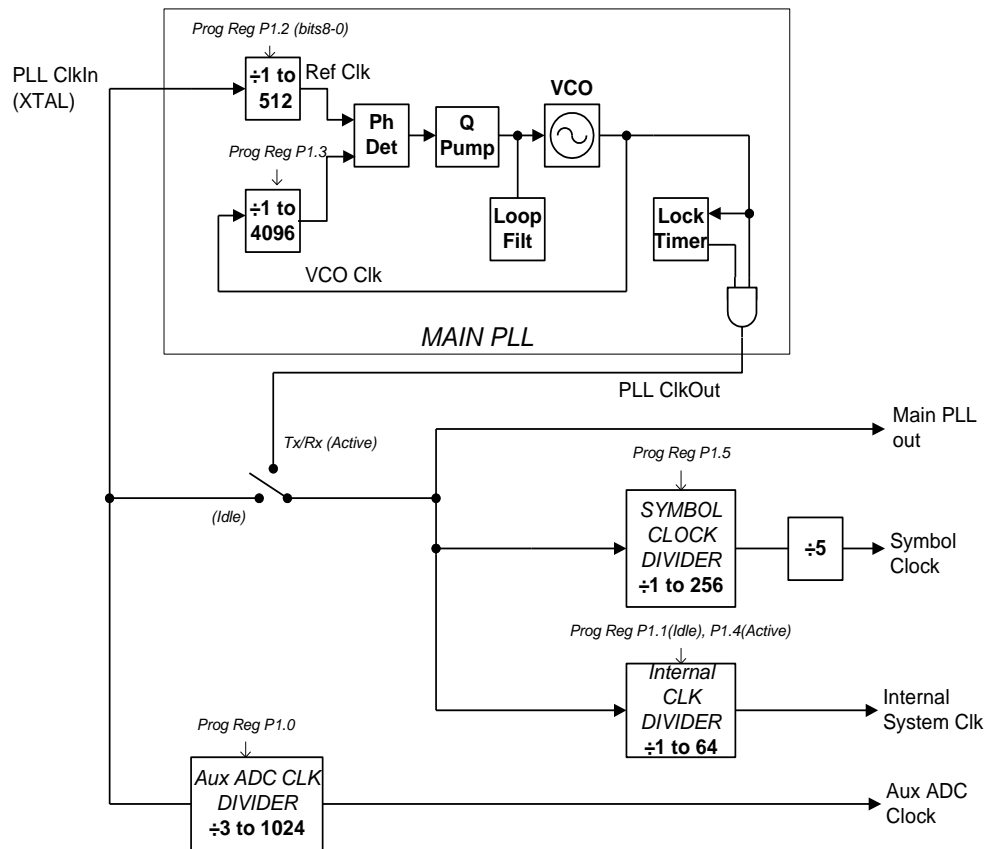 Prog Reg P1.2 (bits8-0)
PLL ClkIn
(XTAL)
÷1 to
512
Ref Clk
VCO
Ph
Det
Q
Pump
Prog Reg P1.3
÷1 to
4096
Loop
Filt
Lock
Timer
VCO Clk
MAIN PLL
PLL ClkOut
Tx/Rx (Active)
(Idle)
Main PLL
out
Prog Reg P1.5
SYMBOL
CLOCK
DIVIDER
÷1 to 256
÷5
Symbol
Clock
Prog Reg P1.1(Idle), P1.4(Active)
Internal
CLK
DIVIDER
÷1 to 64
Internal
System Clk
Prog Reg P1.0
Aux ADC CLK
DIVIDER
÷3 to 1024
Aux ADC
Clock